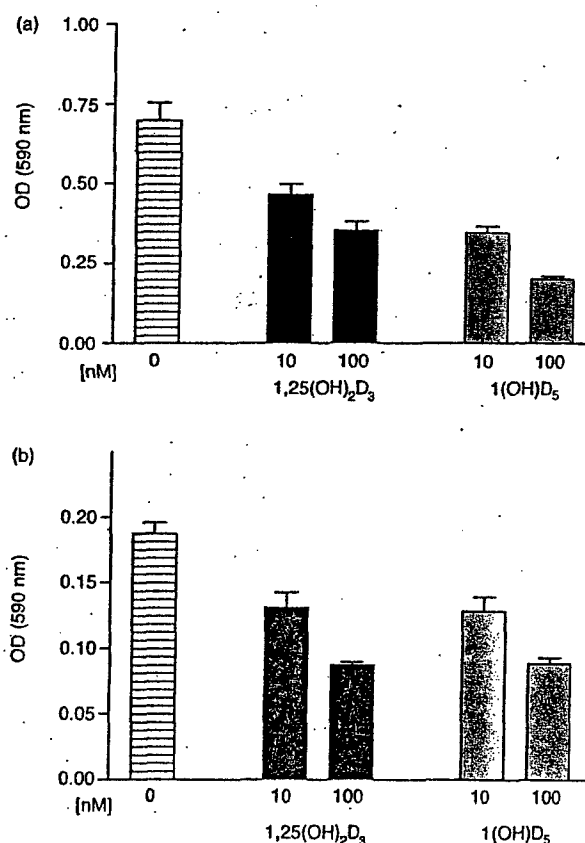 (a)
1.00
0.75
0.50
0.25
0.00
OD (590 nm)
[nM] 0 10 100 10 100
1,25(OH)₂D₃ 1(OH)D₅
(b)
0.20
0.15
0.10
0.05
0.00
OD (590 nm)
[nM] 0 10 100 10 100
1,25(OH)₂D₃ 1(OH)D₅